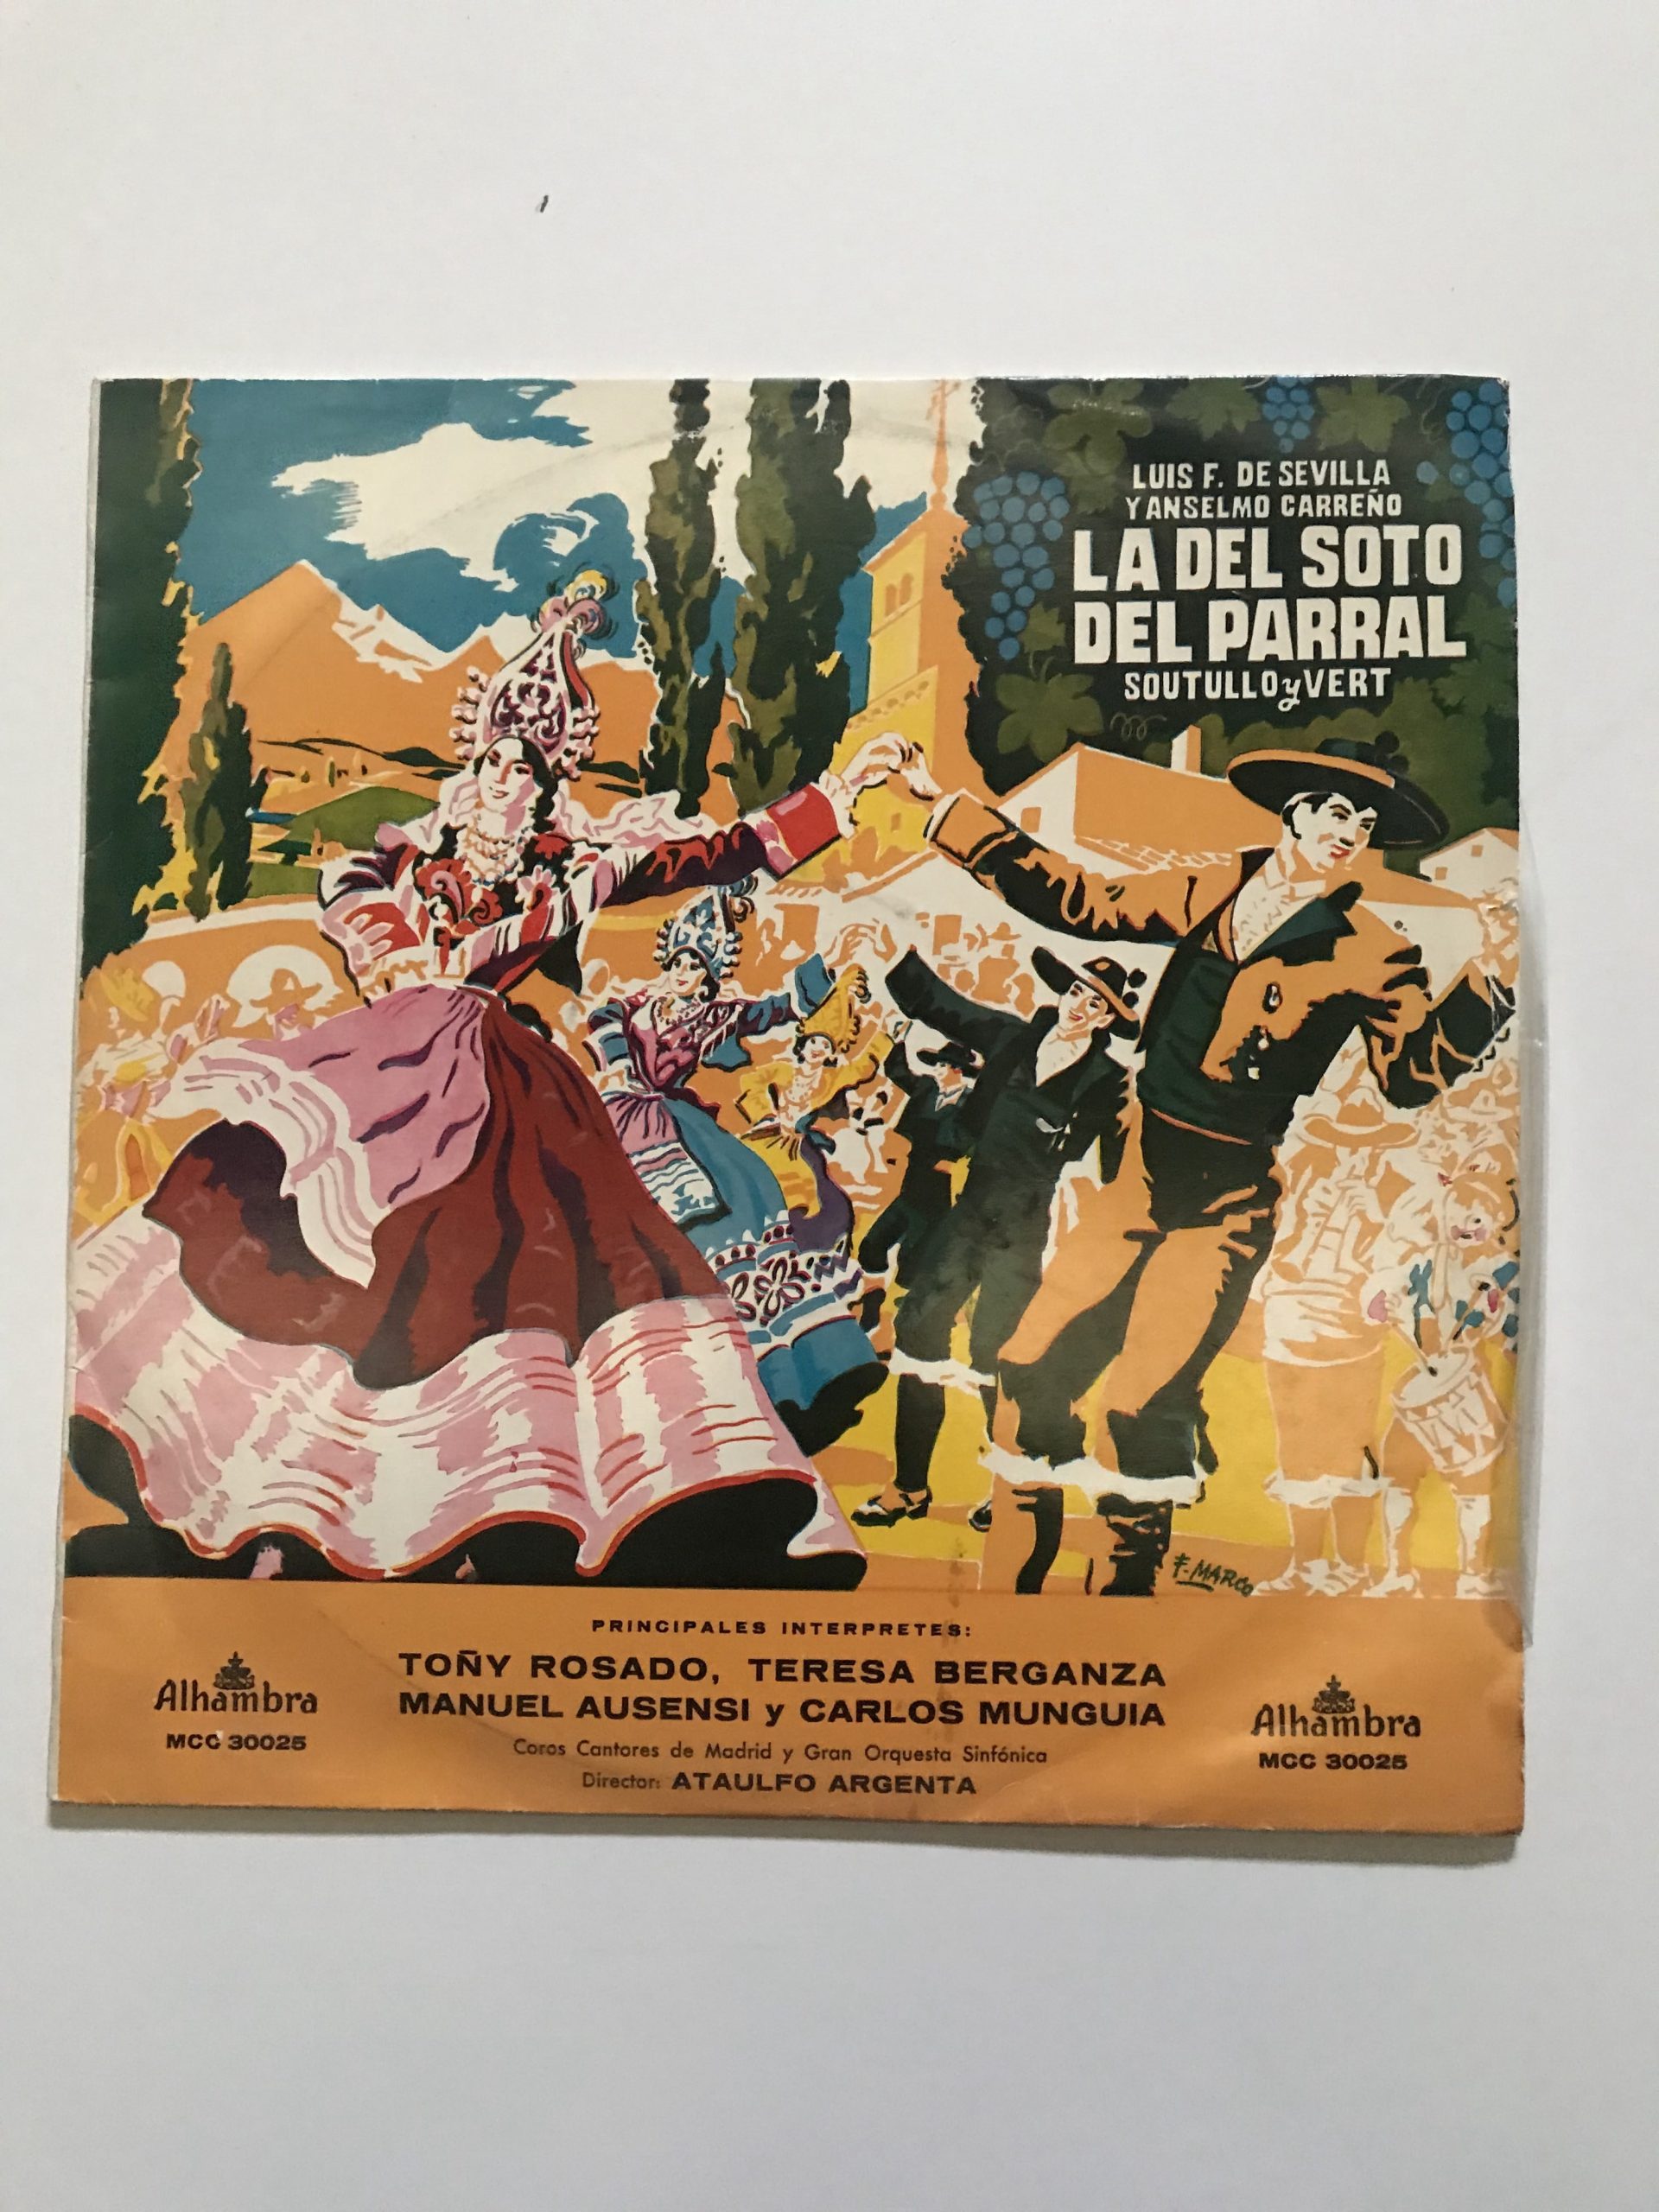 LUIS F. DE SEVILLA
Y ANSELMO CARREÑO
LA DEL SOTO
DEL PARRAL
SOUTULLO y VERT
F. MARCO
PRINCIPALES INTERPRETES:
TOÑY ROSADO, TERESA BERGANZA
MANUEL AUSENSI y CARLOS MUNGUIA
Coros Cantores de Madrid y Gran Orquesta Sinfónica
Director: ATAULFO ARGENTA
Alhambra
MCC 30025
Alhambra
MCC 30025